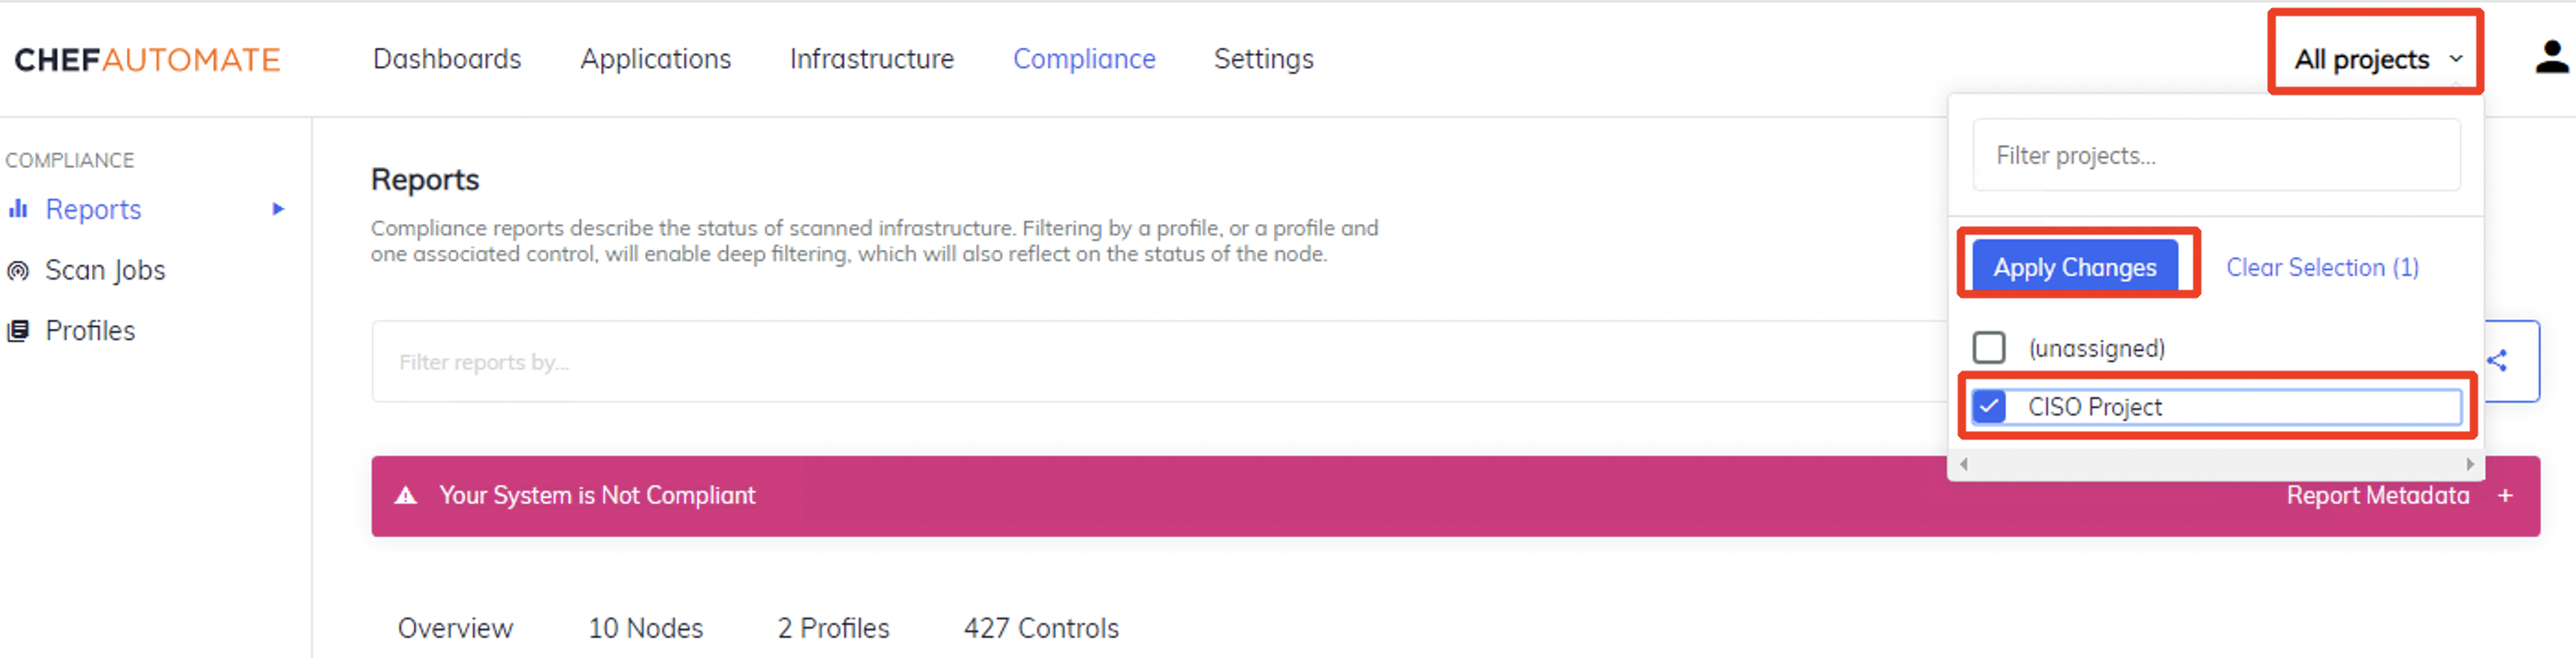 CHEFAUTOMATE
Dashboards
Applications
Infrastructure
Compliance
Settings
All projects
Filter projects...
Apply Changes
Clear Selection (1)
(unassigned)
CISO Project
COMPLIANCE
Reports
Scan Jobs
Profiles
Reports
Compliance reports describe the status of scanned infrastructure. Filtering by a profile, or a profile and
one associated control, will enable deep filtering, which will also reflect on the status of the node.
Filter reports by...
Your System is Not Compliant
Report Metadata +
Overview
10 Nodes
2 Profiles
427 Controls